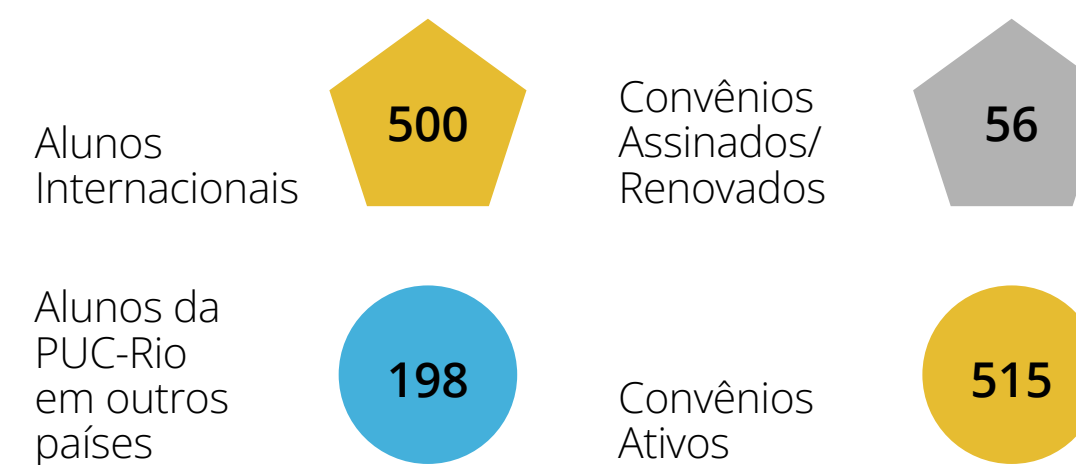 Alunos
Internacionais
500
Convênios
Assinados/
Renovados
56
Alunos da
PUC-Rio
em outros
países
198
Convênios
Ativos
515